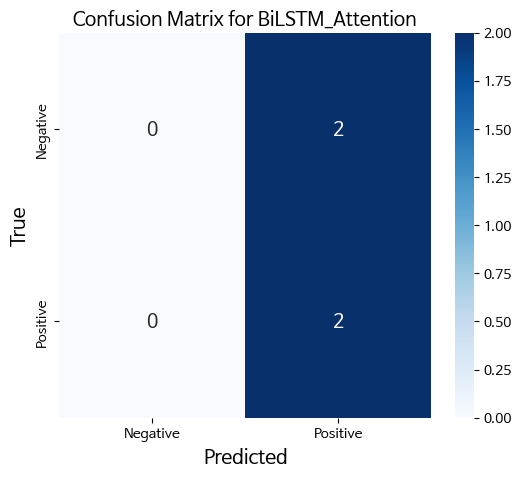 Confusion Matrix for BiLSTM_Attention
2.00
1.75
1.50
1.25
1.00
0.75
0.50
0.25
0.00
True
Negative
0 2
Positive
0 2
Negative Positive
Predicted